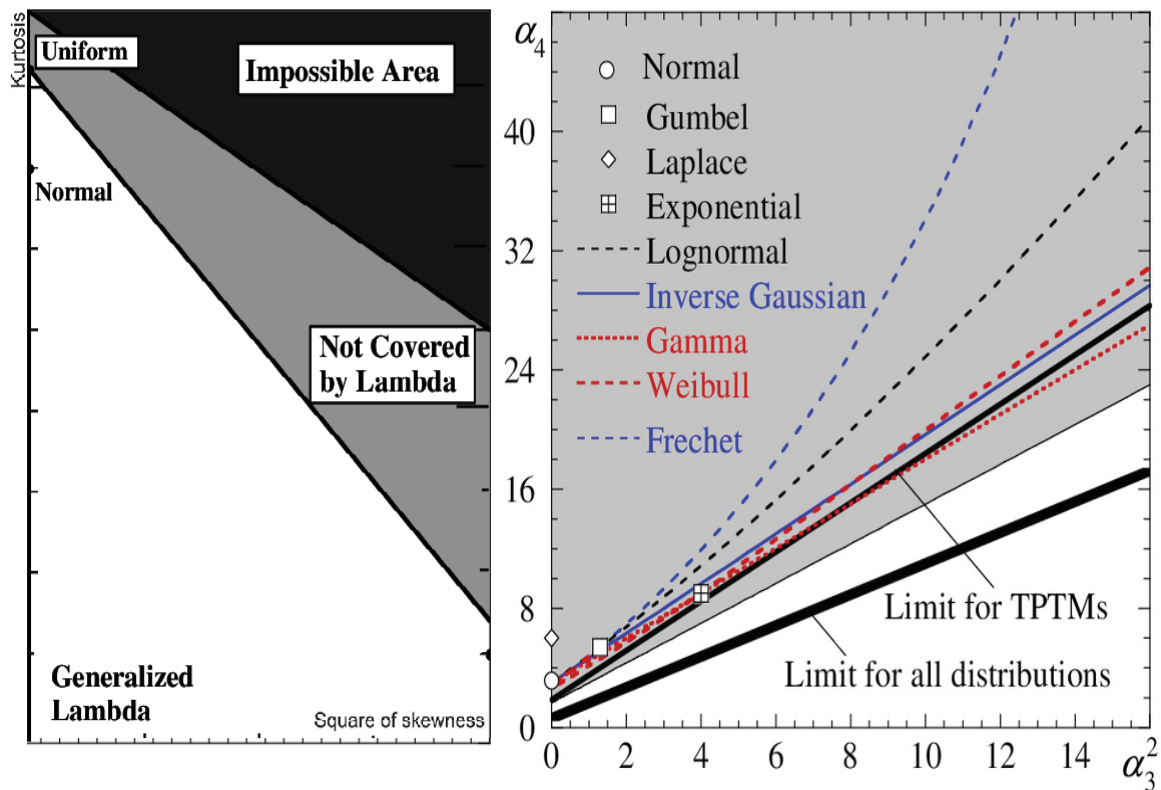 Kurtosis
Uniform
Impossible Area
Normal
Not Covered
by Lambda
Generalized
Lambda
Square of skewness
α₄
40
32
24
16
8
0
Normal
Gumbel
Laplace
Exponential
Lognormal
Inverse Gaussian
Gamma
Weibull
Frechet
Limit for TPTMs
Limit for all distributions
0 2 4 6 8 10 12 14 α₃²